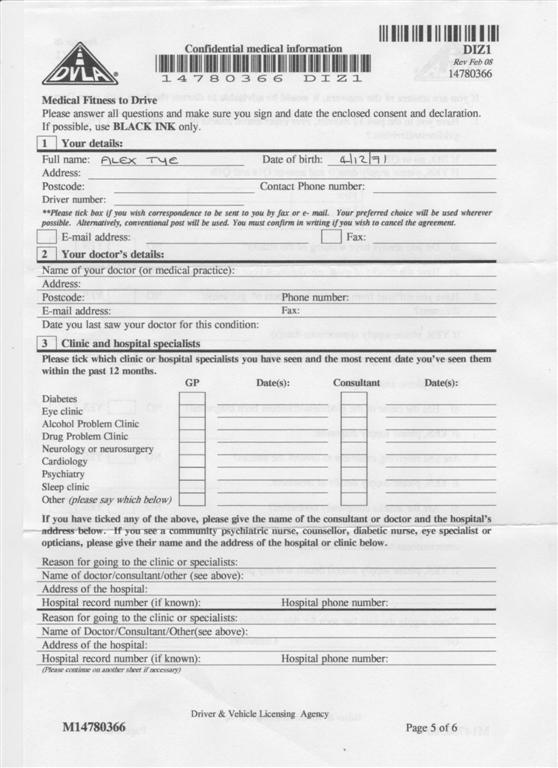 DVLA
Confidential medical information
14780366 DIZ1
DIZ1
Rev Feb 08
14780366
Medical Fitness to Drive
Please answer all questions and make sure you sign and date the enclosed consent and declaration.
If possible, use BLACK INK only.
1 Your details:
Full name: ALEX TYE Date of birth: 4/12/91
Address:
Postcode: Contact Phone number:
Driver number:
**Please tick box if you wish correspondence to be sent to you by fax or e- mail. Your preferred choice will be used wherever
possible. Alternatively, conventional post will be used. You must confirm in writing if you wish to cancel the agreement.
E-mail address: Fax:
2 Your doctor's details:
Name of your doctor (or medical practice):
Address:
Postcode: Phone number:
E-mail address: Fax:
Date you last saw your doctor for this condition:
3 Clinic and hospital specialists
Please tick which clinic or hospital specialists you have seen and the most recent date you've seen them
within the past 12 months.
GP Date(s): Consultant Date(s):
Diabetes
Eye clinic
Alcohol Problem Clinic
Drug Problem Clinic
Neurology or neurosurgery
Cardiology
Psychiatry
Sleep clinic
Other (please say which below)
If you have ticked any of the above, please give the name of the consultant or doctor and the hospital's
address below. If you see a community psychiatric nurse, counsellor, diabetic nurse, eye specialist or
opticians, please give their name and the address of the hospital or clinic below.
Reason for going to the clinic or specialists:
Name of doctor/consultant/other (see above):
Address of the hospital:
Hospital record number (if known): Hospital phone number:
Reason for going to the clinic or specialists:
Name of Doctor/Consultant/Other(see above):
Address of the hospital:
Hospital record number (if known): Hospital phone number:
(Please continue on another sheet if necessary)
Driver & Vehicle Licensing Agency
M14780366 Page 5 of 6